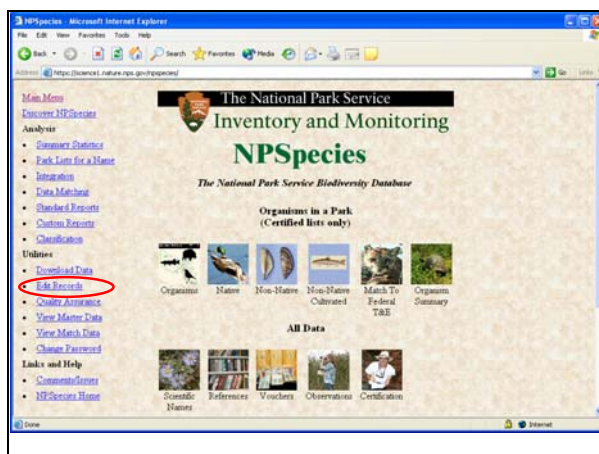 NPSpecies - Microsoft Internet Explorer
File Edit View Favorites Tools Help
Back Search Favorites Media
Address https://science1.nature.nps.gov/npspecies/ Go Links
Main Menu
Discover NPSpecies
Analysis
Summary Statistics
Park Lists for a Name
Integration
Data Matching
Standard Reports
Custom Reports
Classification
Utilities
Download Data
Edit Records
Quality Assurance
View Master Data
View Match Data
Change Password
Links and Help
Comments/Issues
NPSpecies Home
The National Park Service
Inventory and Monitoring
NPSpecies
The National Park Service Biodiversity Database
Organisms in a Park
(Certified lists only)
Organisms Native Non-Native Non-Native Match To Organism
Cultivated Federal Summary
T&E
All Data
Scientific References Vouchers Observations Certification
Names
Done Internet